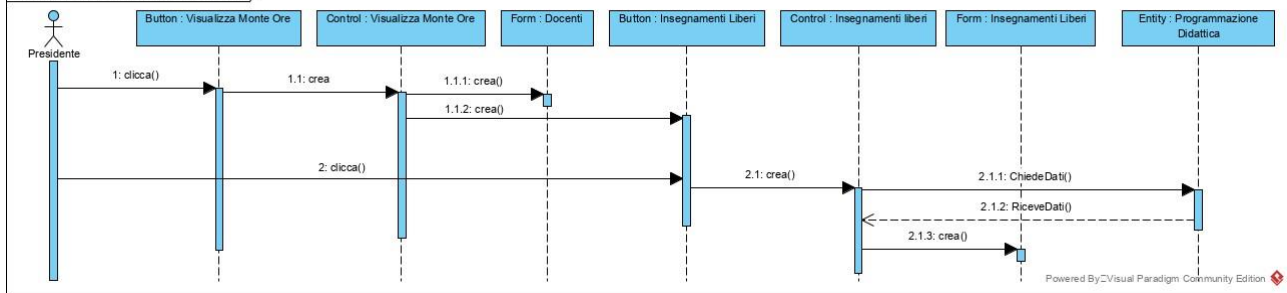 Button : Visualizza Monte Ore
Control : Visualizza Monte Ore
Form : Docenti
Button : Insegnamenti Liberi
Control : Insegnamenti liberi
Form : Insegnamenti Liberi
Entity : Programmazione
Didattica
Presidente
1: clicca()
1.1: crea
1.1.1: crea()
1.1.2: crea()
2: clicca()
2.1: crea()
2.1.1: ChiedeDati()
2.1.2: RiceveDati()
2.1.3: crea()
Powered By Visual Paradigm Community Edition